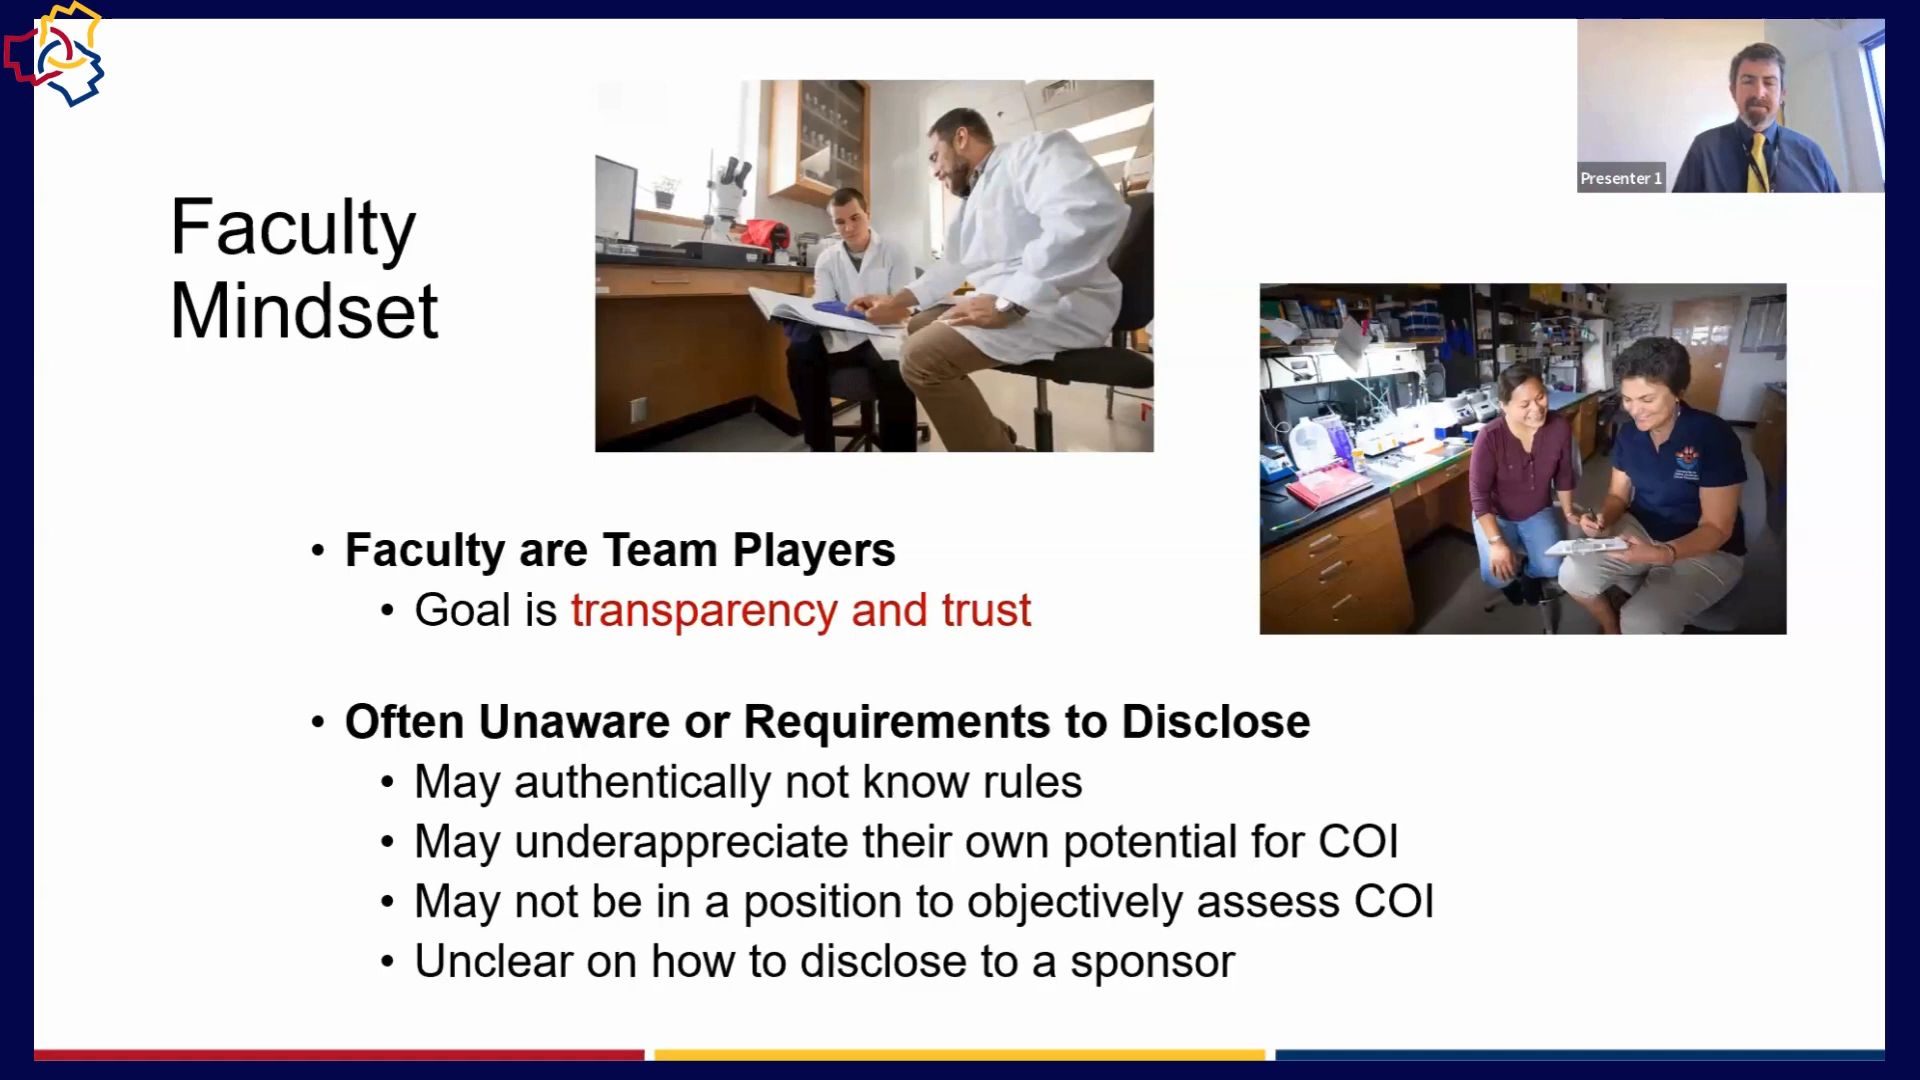 Presenter 1
Faculty
Mindset
• Faculty are Team Players
• Goal is transparency and trust
• Often Unaware or Requirements to Disclose
• May authentically not know rules
• May underappreciate their own potential for COI
• May not be in a position to objectively assess COI
• Unclear on how to disclose to a sponsor